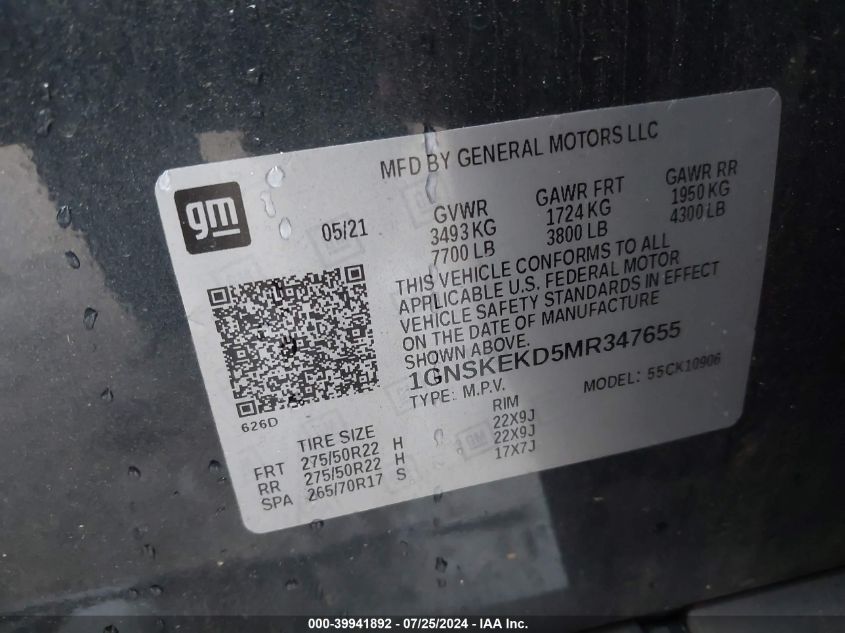 MFD BY GENERAL MOTORS LLC
gm
05/21
GVWR GAWR FRT GAWR RR
3493 KG 1724 KG 1950 KG
7700 LB 3800 LB 4300 LB
THIS VEHICLE CONFORMS TO ALL
APPLICABLE U.S. FEDERAL MOTOR
VEHICLE SAFETY STANDARDS IN EFFECT
ON THE DATE OF MANUFACTURE
SHOWN ABOVE.
1GNSKEKD5MR347655
TYPE: M.P.V. MODEL: 55CK10906
626D
TIRE SIZE RIM
FRT 275/50R22 H 22X9J
RR 275/50R22 H 22X9J
SPA 265/70R17 S 17X7J
000-39941892 - 07/25/2024 - IAA Inc.